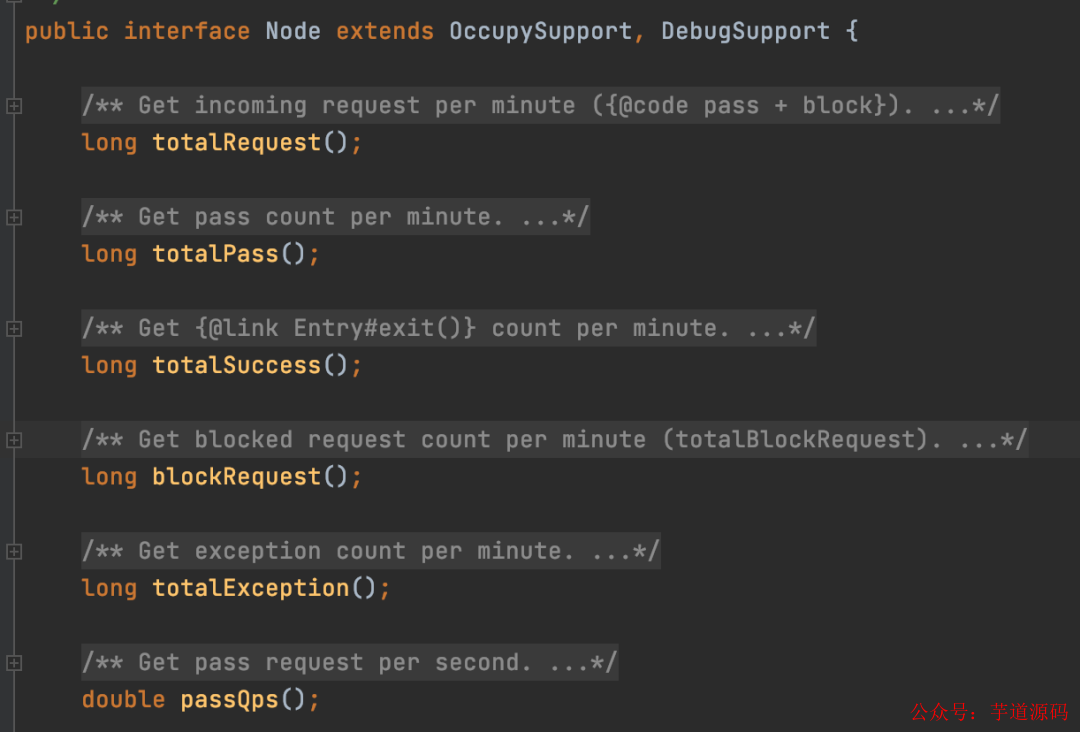 public interface Node extends OccupySupport, DebugSupport {
/** Get incoming request per minute ({@code pass + block}). ...*/
long totalRequest();
/** Get pass count per minute. ...*/
long totalPass();
/** Get {@link Entry#exit()} count per minute. ...*/
long totalSuccess();
/** Get blocked request count per minute (totalBlockRequest). ...*/
long blockRequest();
/** Get exception count per minute. ...*/
long totalException();
/** Get pass request per second. ...*/
double passQps();
公众号：芋道源码